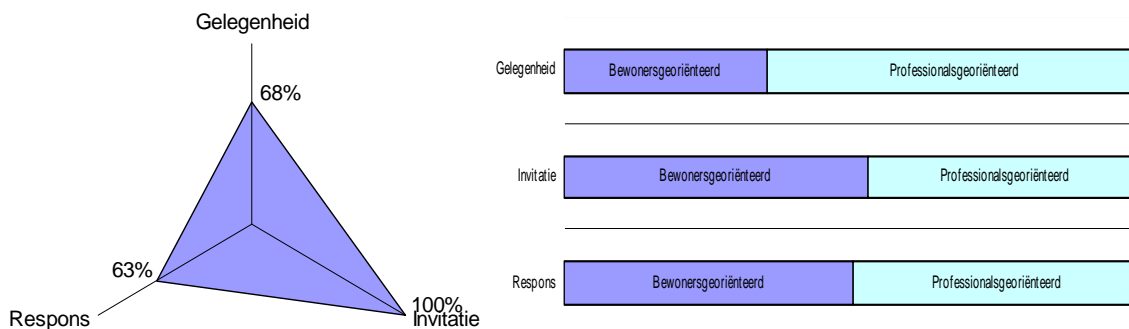 Gelegenheid
68%
63%
Respons
100%
Invitatie
Gelegenheid
Bewonersgeoriënteerd
Professionalsgeoriënteerd
Invitatie
Bewonersgeoriënteerd
Professionalsgeoriënteerd
Respons
Bewonersgeoriënteerd
Professionalsgeoriënteerd